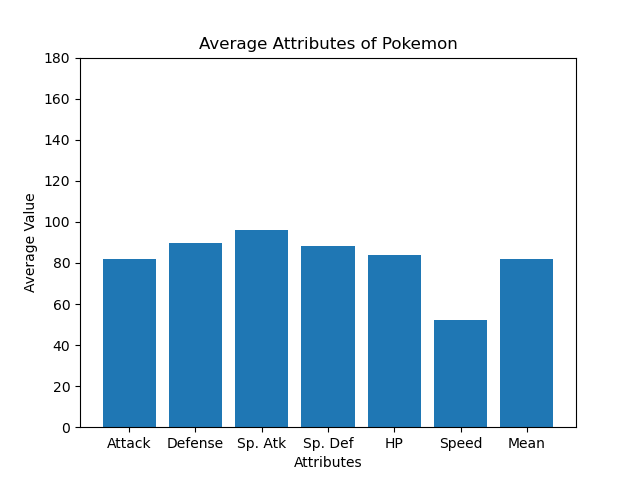 Average Attributes of Pokemon
180
160
140
120
100
80
60
40
20
0
Average Value
Attack Defense Sp. Atk Sp. Def HP Speed Mean
Attributes